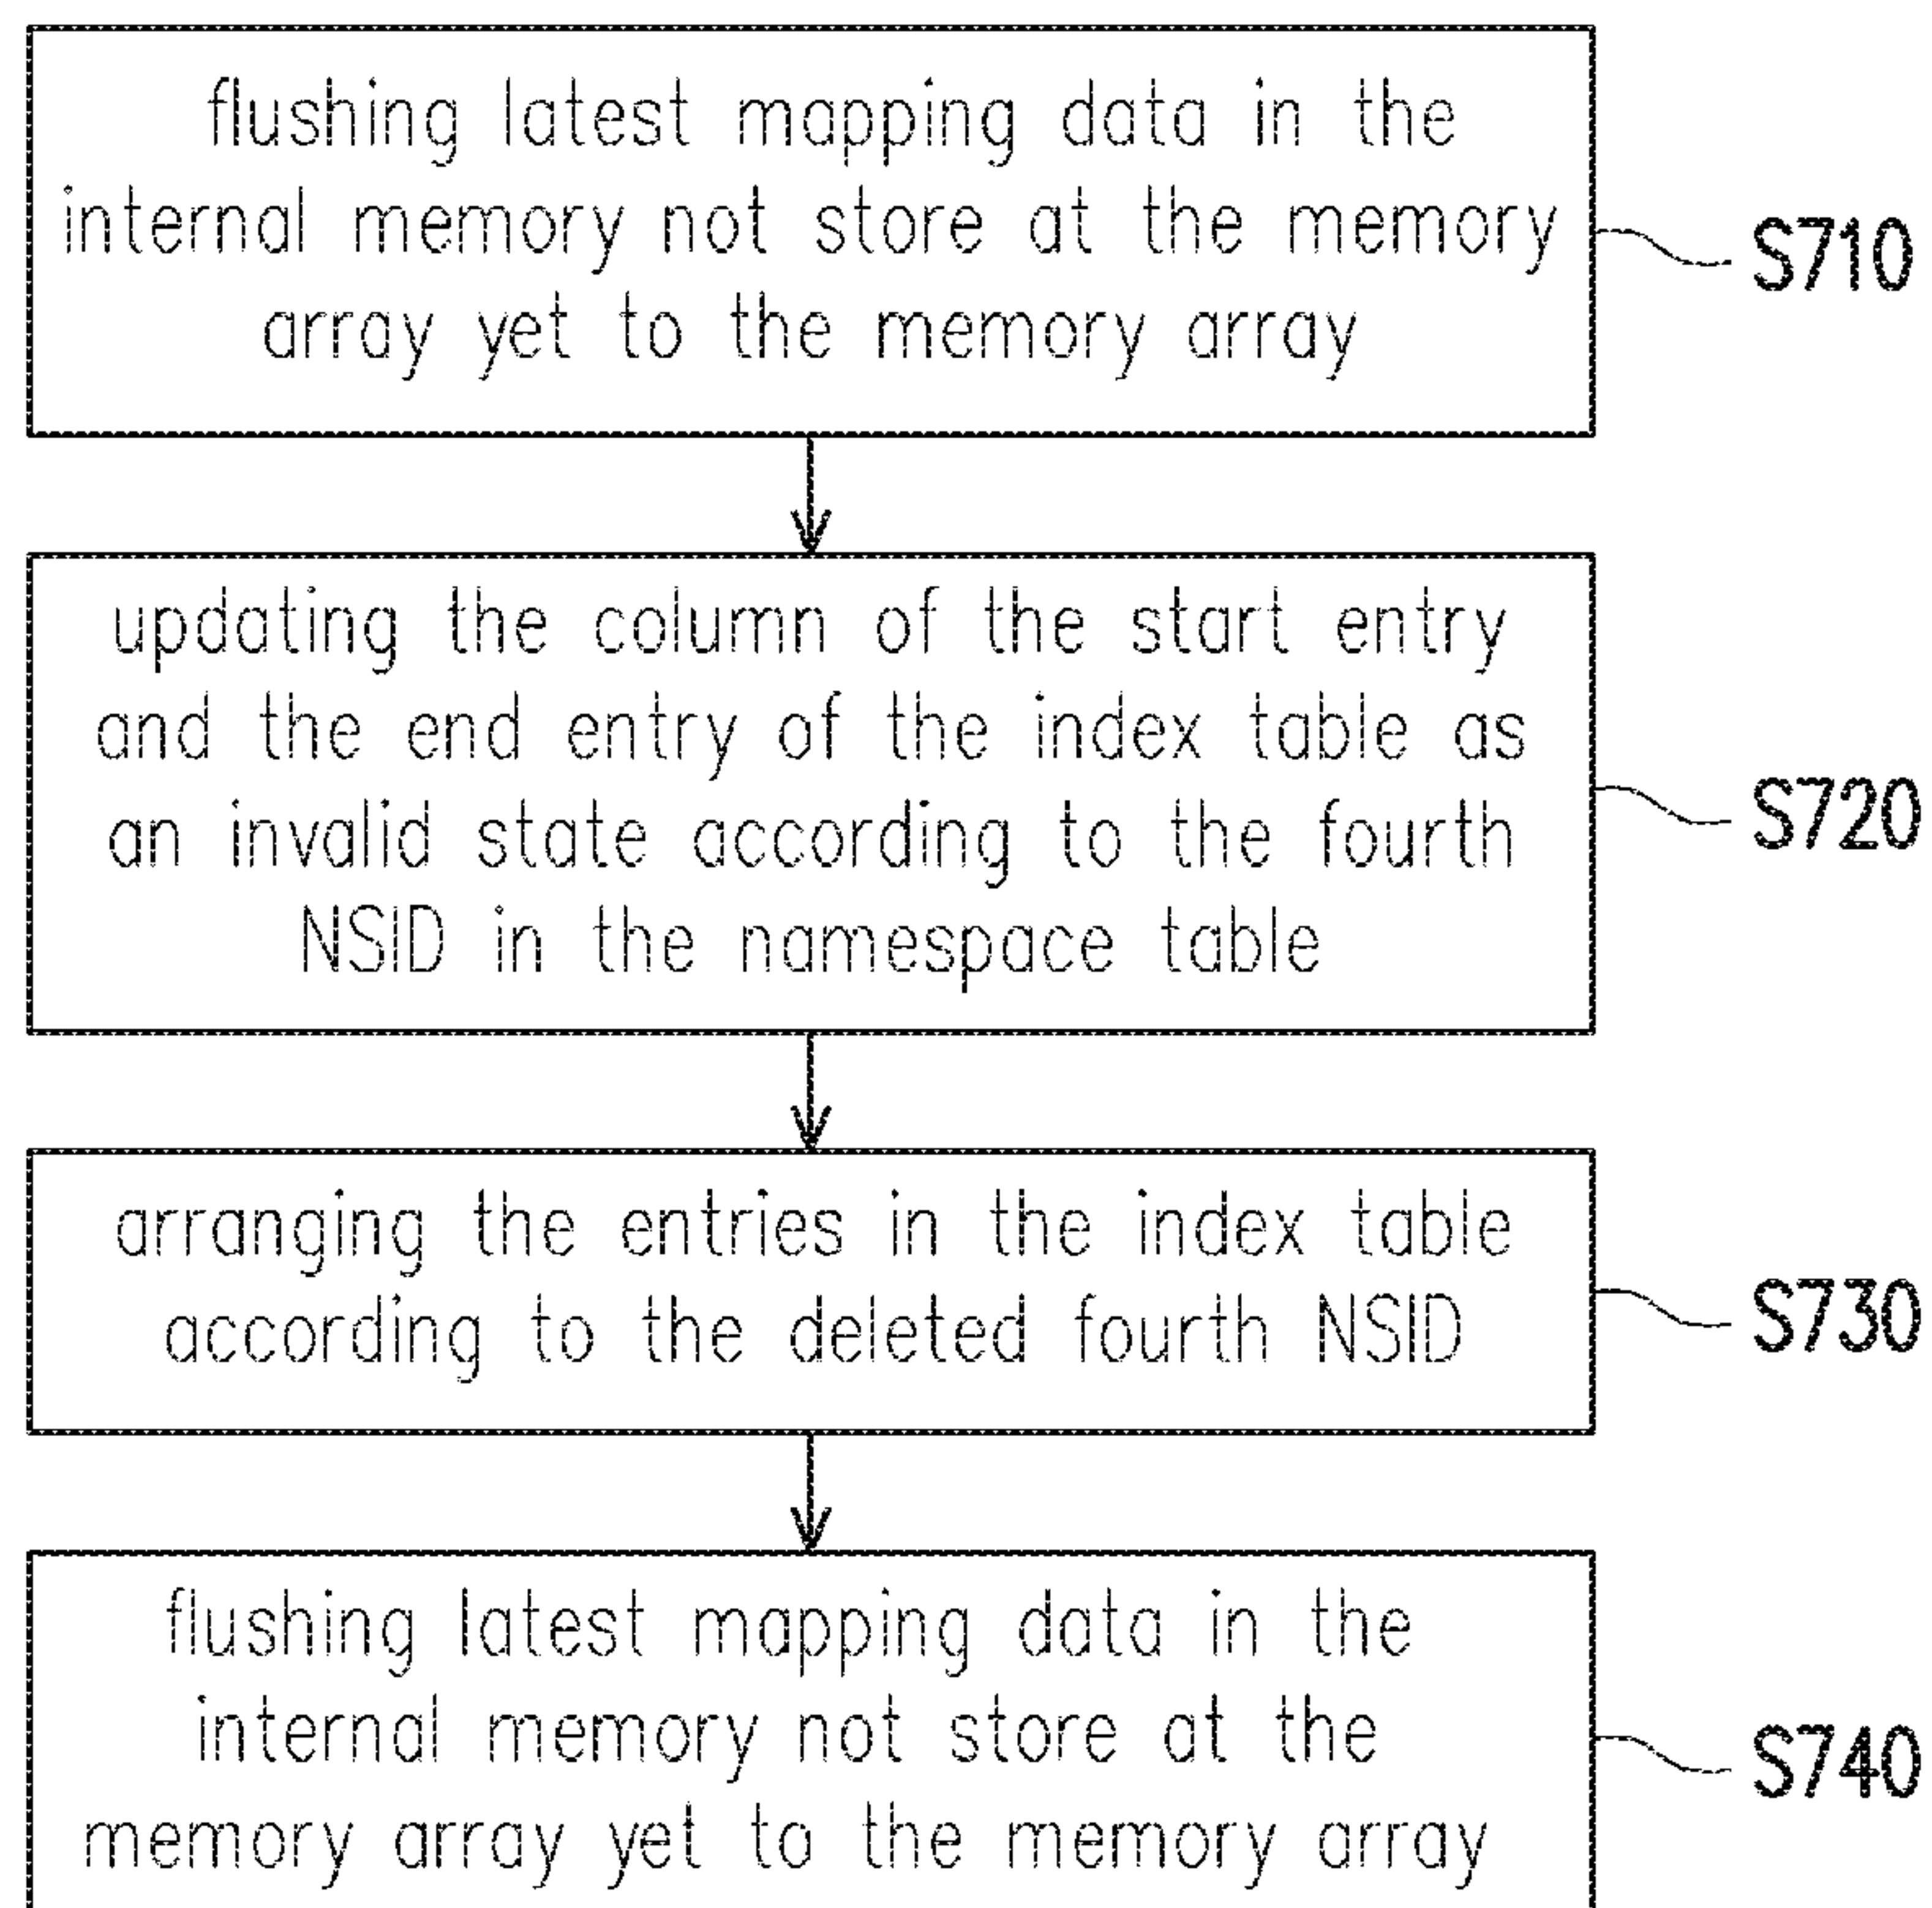 flushing latest mapping data in the
internal memory not store at the memory
array yet to the memory array
S710
updating the column of the start entry
and the end entry of the index table as
an invalid state according to the fourth
NSID in the namespace table
S720
arranging the entries in the index table
according to the deleted fourth NSID
S730
flushing latest mapping data in the
internal memory not store at the
memory array yet to the memory array
S740